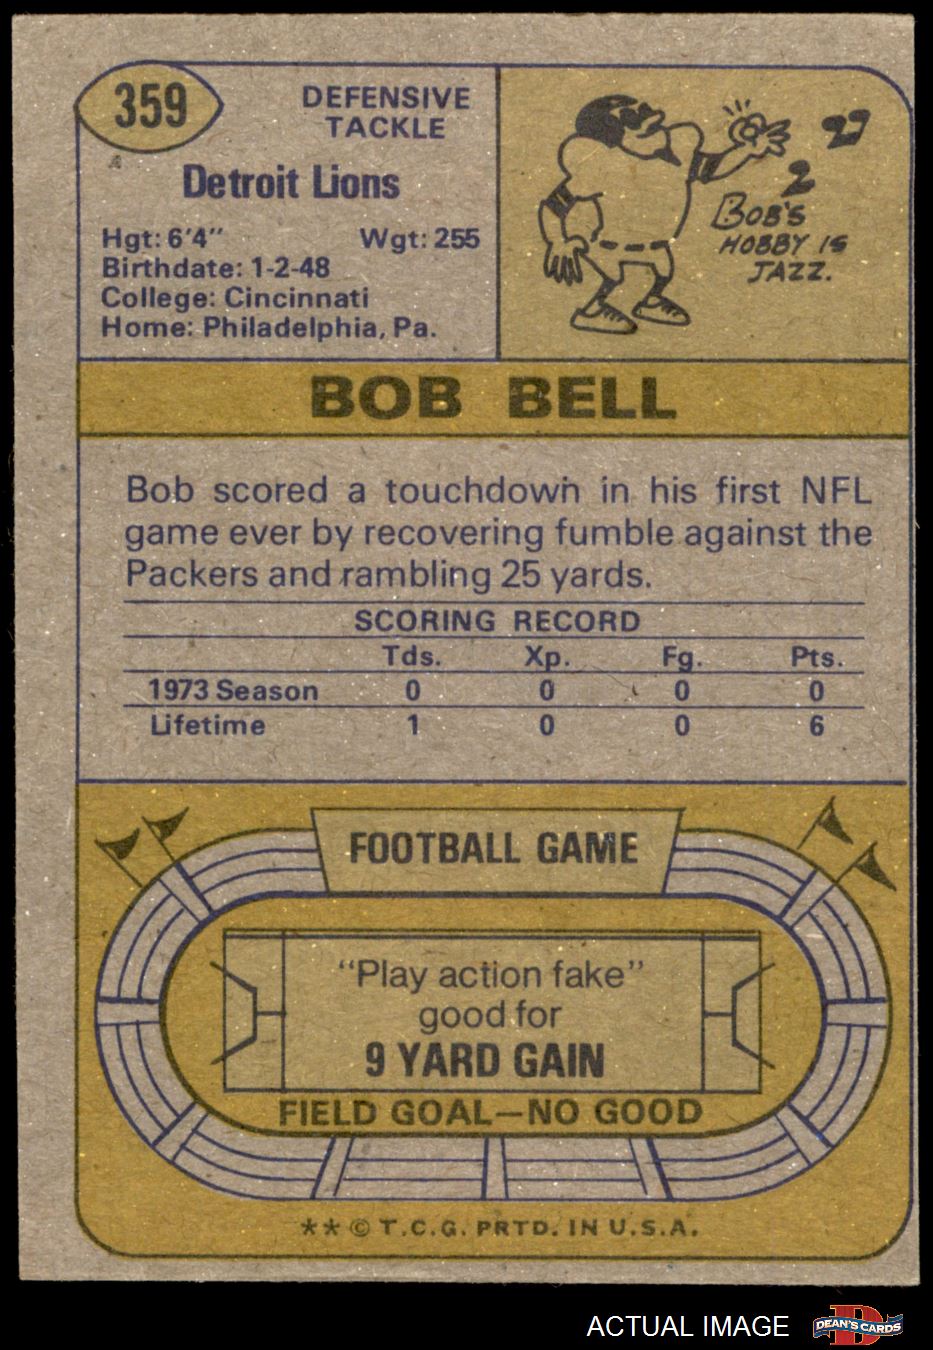 359
DEFENSIVE
TACKLE
A
Detroit Lions
Hgt: 6'4" Wgt: 255
Birthdate: 1-2-48
College: Cincinnati
Home: Philadelphia, Pa.
BOB'S
HOBBY IS
JAZZ.
BOB BELL
Bob scored a touchdown in his first NFL
game ever by recovering fumble against the
Packers and rambling 25 yards.
SCORING RECORD
Tds. Xp. Fg. Pts.
1973 Season 0 0 0 0
Lifetime 1 0 0 6
FOOTBALL GAME
"Play action fake"
good for
9 YARD GAIN
FIELD GOAL—NO GOOD
** © T.C.G. PRTD. IN U.S.A.
ACTUAL IMAGE
DEAN'S CARDS